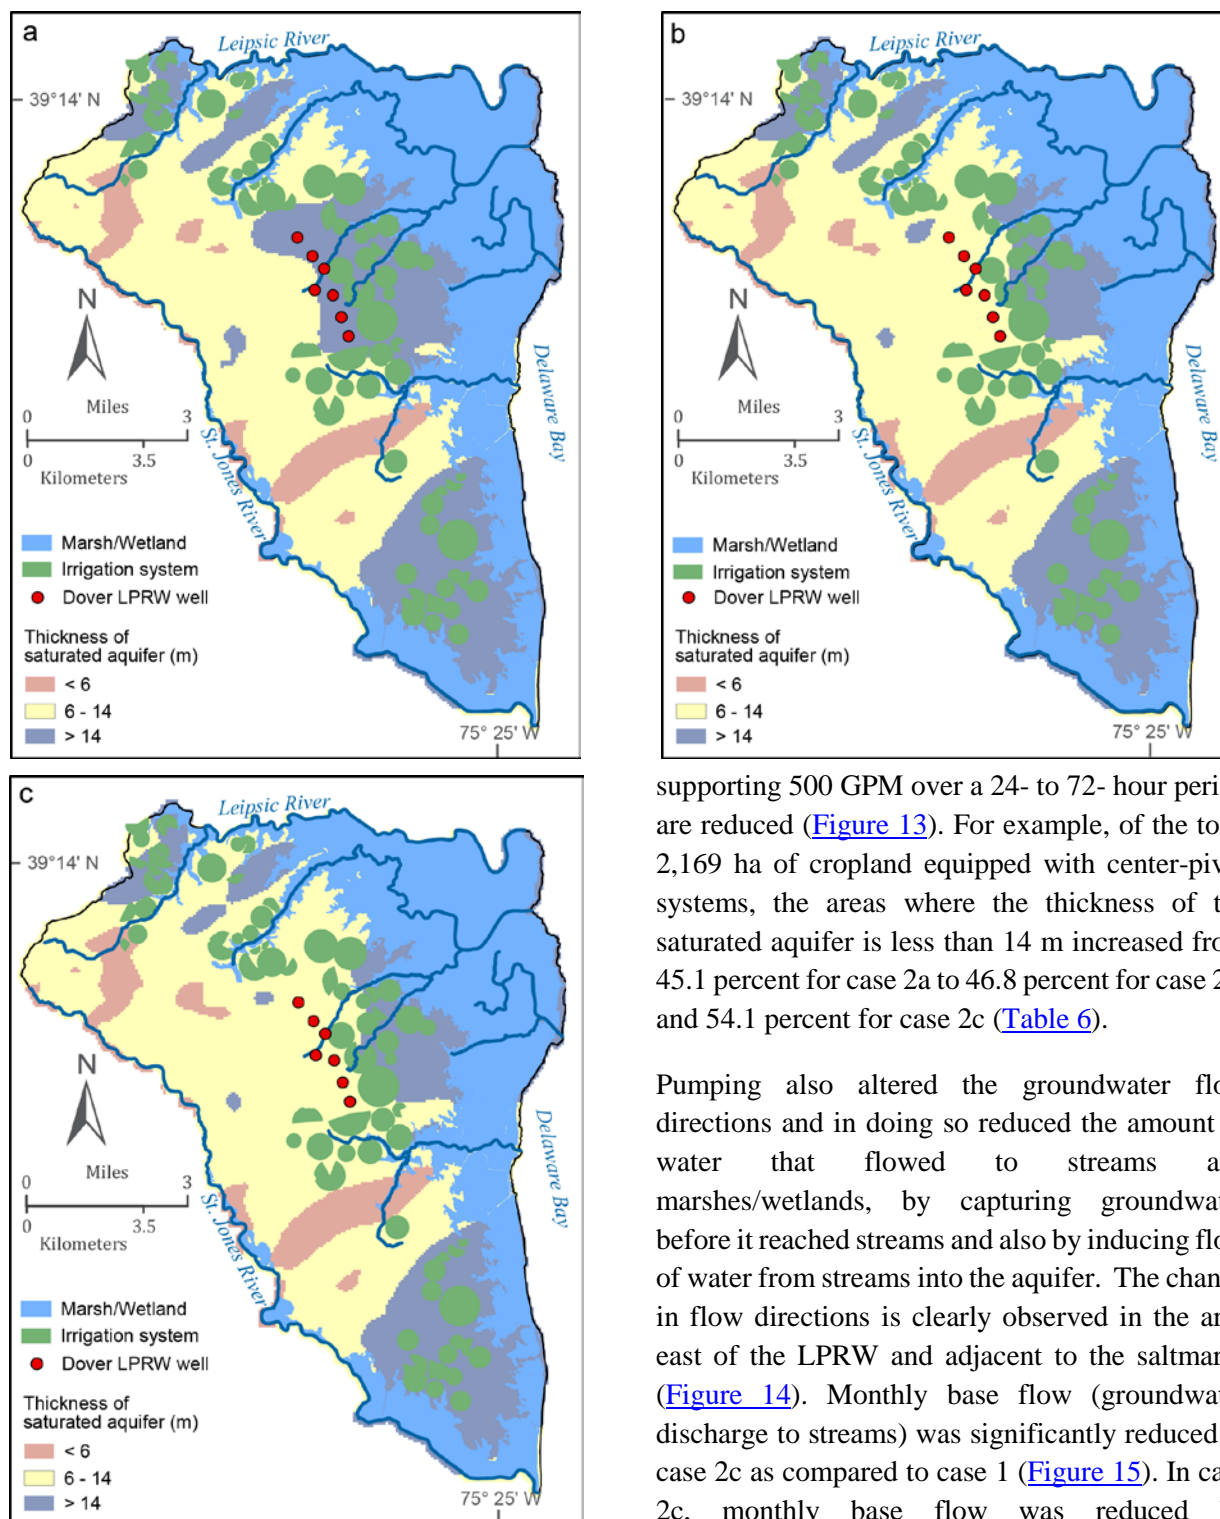 a
Leipsic River
39°14' N
N
Delaware Bay
0 Miles 3
0 3.5
Kilometers
St. Jones River
Marsh/Wetland
Irrigation system
Dover LPRW well
Thickness of
saturated aquifer (m)
< 6
6 - 14
> 14
75° 25' W
b
Leipsic River
39°14' N
N
Delaware Bay
0 Miles 3
0 3.5
Kilometers
St. Jones River
Marsh/Wetland
Irrigation system
Dover LPRW well
Thickness of
saturated aquifer (m)
< 6
6 - 14
> 14
75° 25' W
c
Leipsic River
39°14' N
N
Delaware Bay
0 Miles 3
0 3.5
Kilometers
St. Jones River
Marsh/Wetland
Irrigation system
Dover LPRW well
Thickness of
saturated aquifer (m)
< 6
6 - 14
> 14
75° 25' W
supporting 500 GPM over a 24- to 72- hour peri
are reduced (Figure 13). For example, of the to
2,169 ha of cropland equipped with center-piv
systems, the areas where the thickness of t
saturated aquifer is less than 14 m increased fro
45.1 percent for case 2a to 46.8 percent for case 2
and 54.1 percent for case 2c (Table 6).
Pumping also altered the groundwater flo
directions and in doing so reduced the amount
water that flowed to streams a
marshes/wetlands, by capturing groundwat
before it reached streams and also by inducing flo
of water from streams into the aquifer. The chan
in flow directions is clearly observed in the ar
east of the LPRW and adjacent to the saltmar
(Figure 14). Monthly base flow (groundwat
discharge to streams) was significantly reduced
case 2c as compared to case 1 (Figure 15). In ca
2c, monthly base flow was reduced